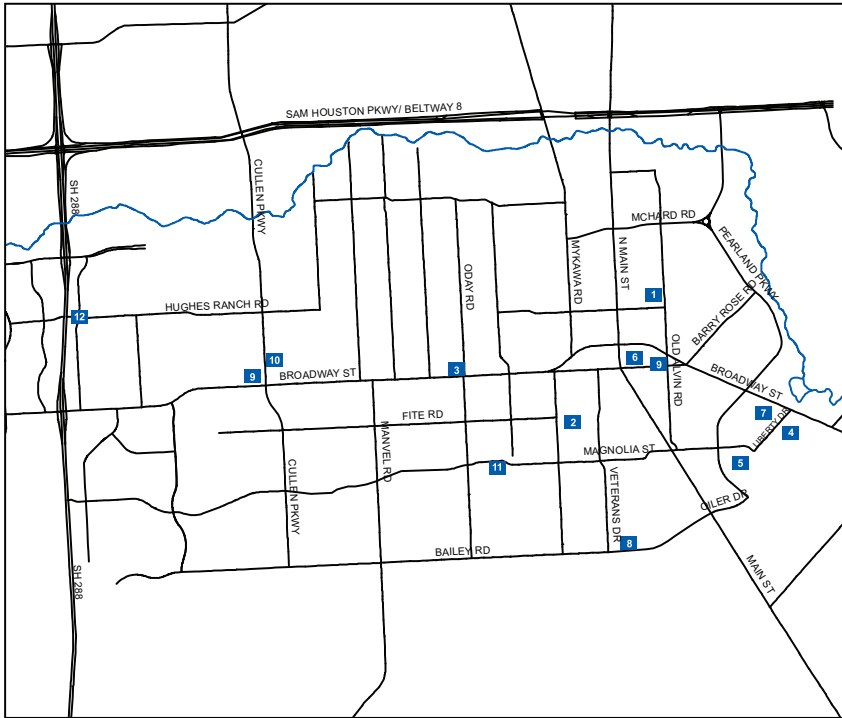 SAM HOUSTON PKWY/ BELTWAY 8
CULLEN PKWY
SH 288
MCHARD RD
PEARLAND PKWY
MYKAWA RD
N MAIN ST
ODAY RD
1
HUGHES RANCH RD
12
BARRY ROSE RD
OLD ALVIN RD
10
9
BROADWAY ST
3
6
9
BROADWAY ST
7
4
LIBERTY DR
FITE RD
2
MANVEL RD
MAGNOLIA ST
5
11
CULLEN PKWY
VETERANS DR
OILER DR
8
BAILEY RD
SH 288
MAIN ST